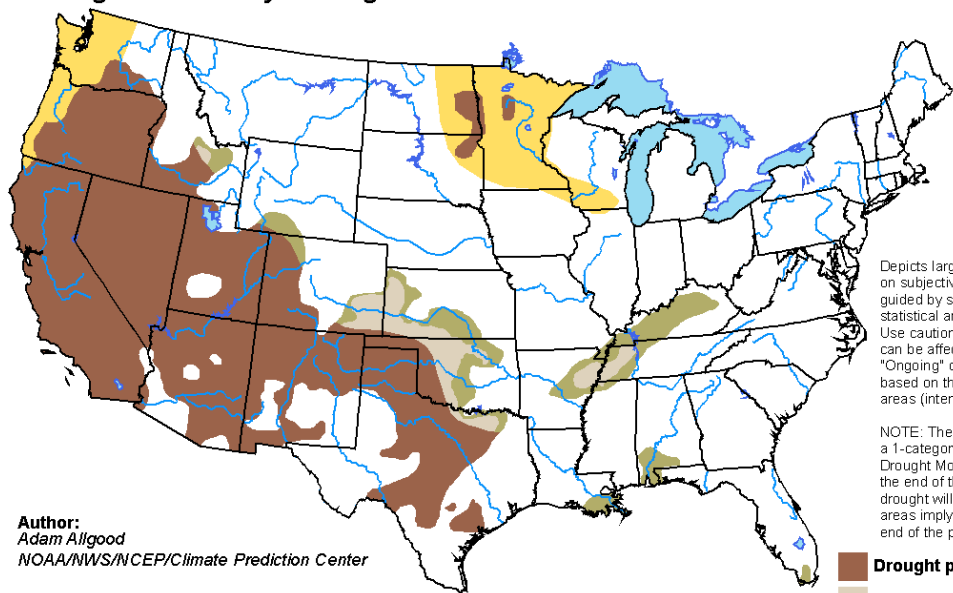 Depicts larg
on subjectiv
guided by s
statistical ar
Use caution
can be affe
"Ongoing" d
based on th
areas (inter
NOTE: The
a 1-categor
Drought Mo
the end of th
drought will
areas imply
end of the p
Author:
Adam Allgood
NOAA/NWS/NCEP/Climate Prediction Center
Drought p